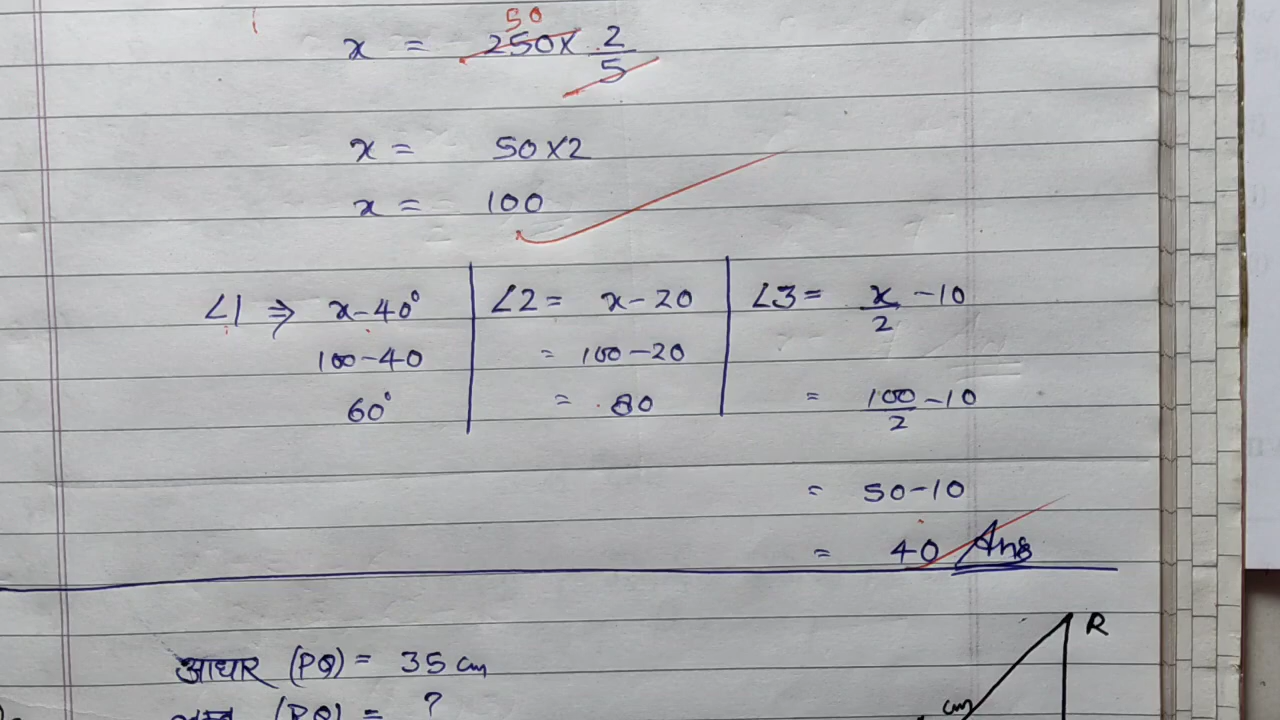 50
x = 250 × 2/5
x = 50×2
x = 100
∠1 ⇒ x-40°
100-40
60°
∠2 = x-20
= 100-20
= 80
∠3 = x/2 -10
= 100/2 -10
= 50-10
= 40 Ans
R
आधार (PQ) = 35 cm
cm
= ?